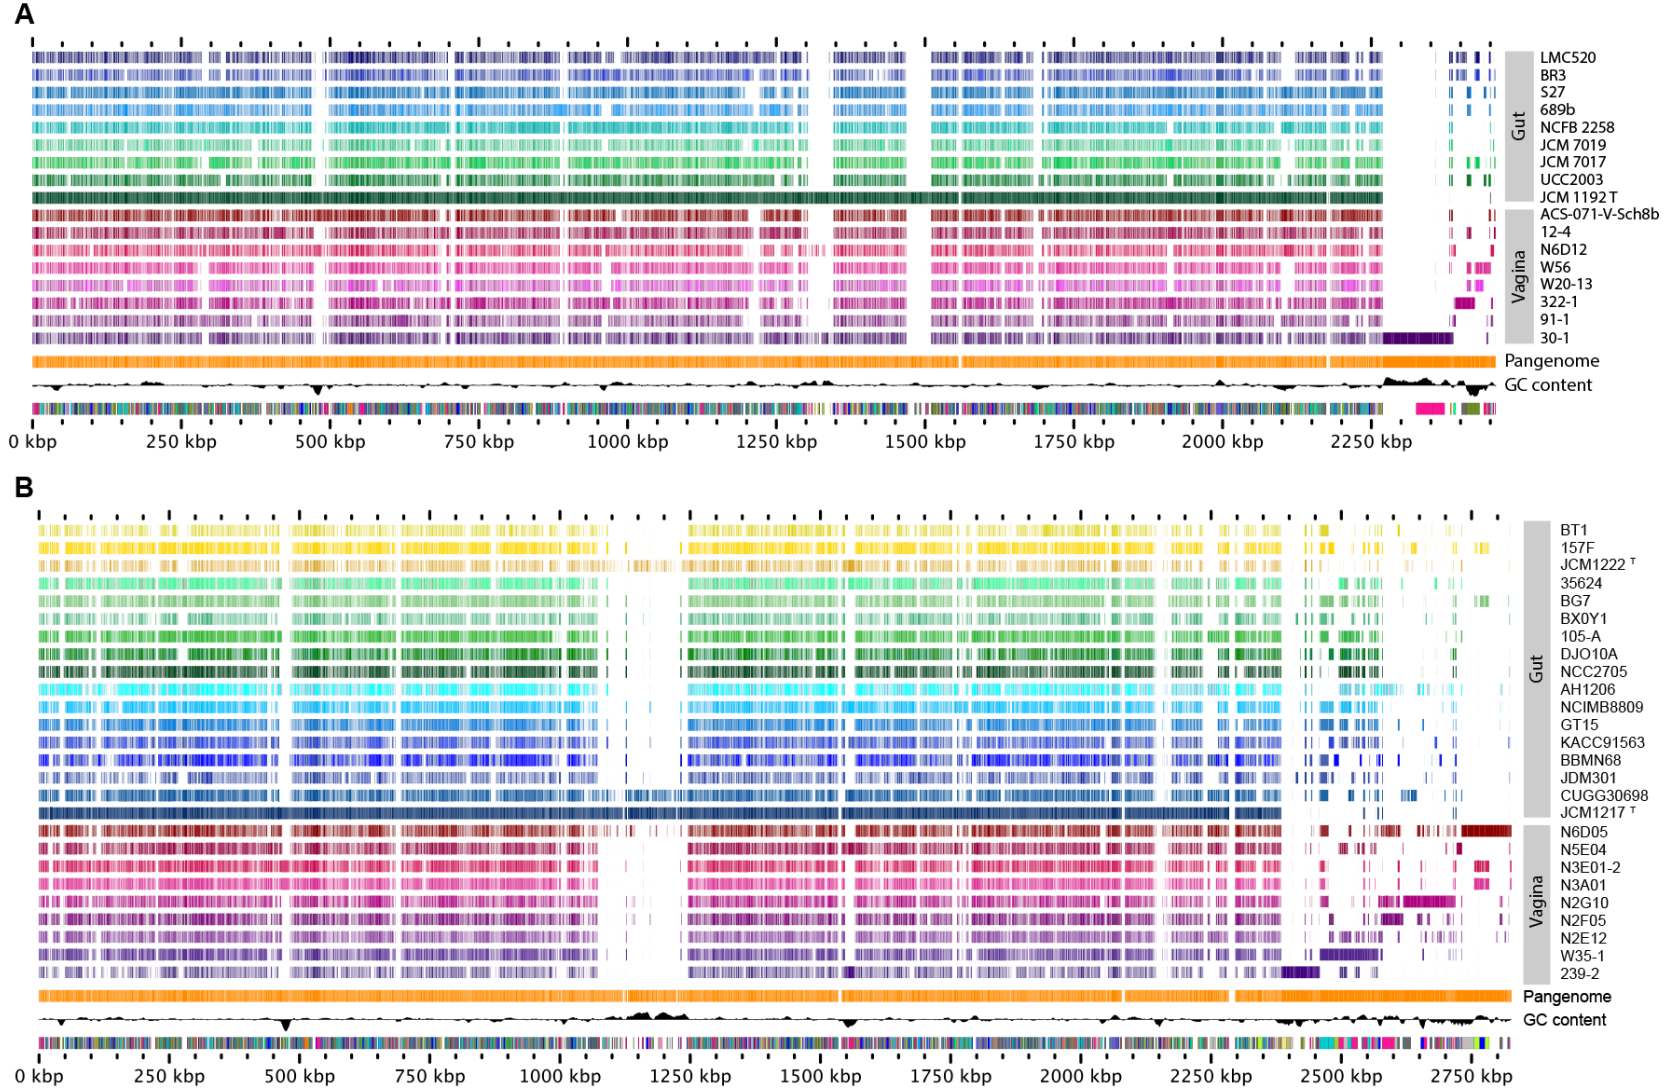 A
LMC520
BR3
S27
689b
NCFB 2258
JCM 7019
JCM 7017
UCC2003
JCM 1192 T
Gut
ACS-071-V-Sch8b
12-4
N6D12
W56
W20-13
322-1
91-1
30-1
Vagina
Pangenome
GC content
0 kbp 250 kbp 500 kbp 750 kbp 1000 kbp 1250 kbp 1500 kbp 1750 kbp 2000 kbp 2250 kbp
B
BT1
157F
JCM1222 T
35624
BG7
BX0Y1
105-A
DJO10A
NCC2705
AH1206
NCIMB8809
GT15
KACC91563
BBMN68
JDM301
CUGG30698
JCM1217 T
Gut
N6D05
N5E04
N3E01-2
N3A01
N2G10
N2F05
N2E12
W35-1
239-2
Vagina
Pangenome
GC content
0 kbp 250 kbp 500 kbp 750 kbp 1000 kbp 1250 kbp 1500 kbp 1750 kbp 2000 kbp 2250 kbp 2500 kbp 2750 kbp